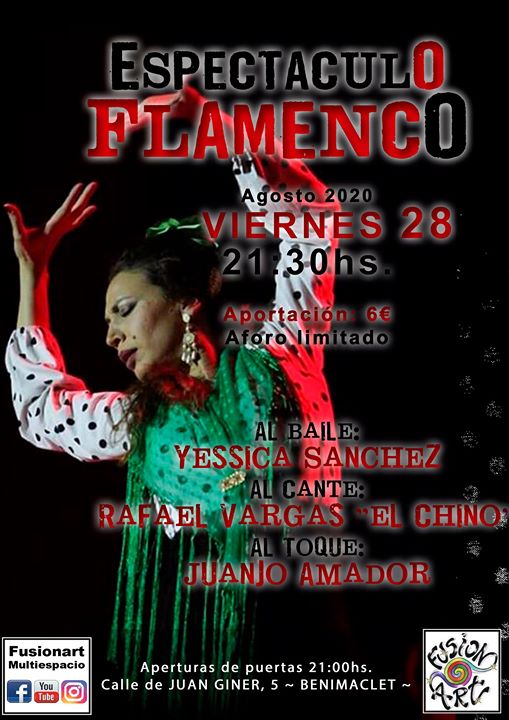 ESPECTACULO
FLAMENCO
Agosto 2020
VIERNES 28
21:30hs.
Aportación: 6€
Aforo limitado
AL BAILE:
YESSICA SANCHEZ
AL CANTE:
RAFAEL VARGAS "EL CHINO"
AL TOQUE:
JUANJO AMADOR
Fusionart
Multiespacio
f
You
Tube
Aperturas de puertas 21:00hs.
Calle de JUAN GINER, 5 ~ BENIMACLET ~
FUSION
ART